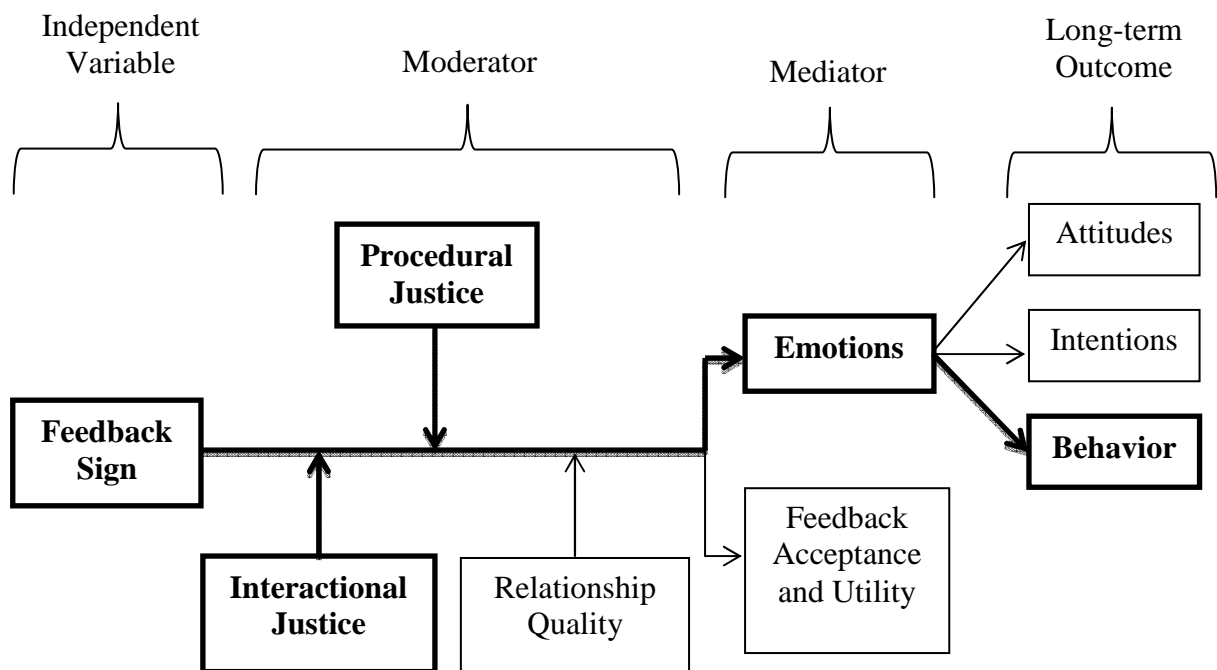 Independent
Variable
Moderator
Mediator
Long-term
Outcome
Procedural
Justice
Attitudes
Emotions
Intentions
Feedback
Sign
Behavior
Interactional
Justice
Relationship
Quality
Feedback
Acceptance
and Utility